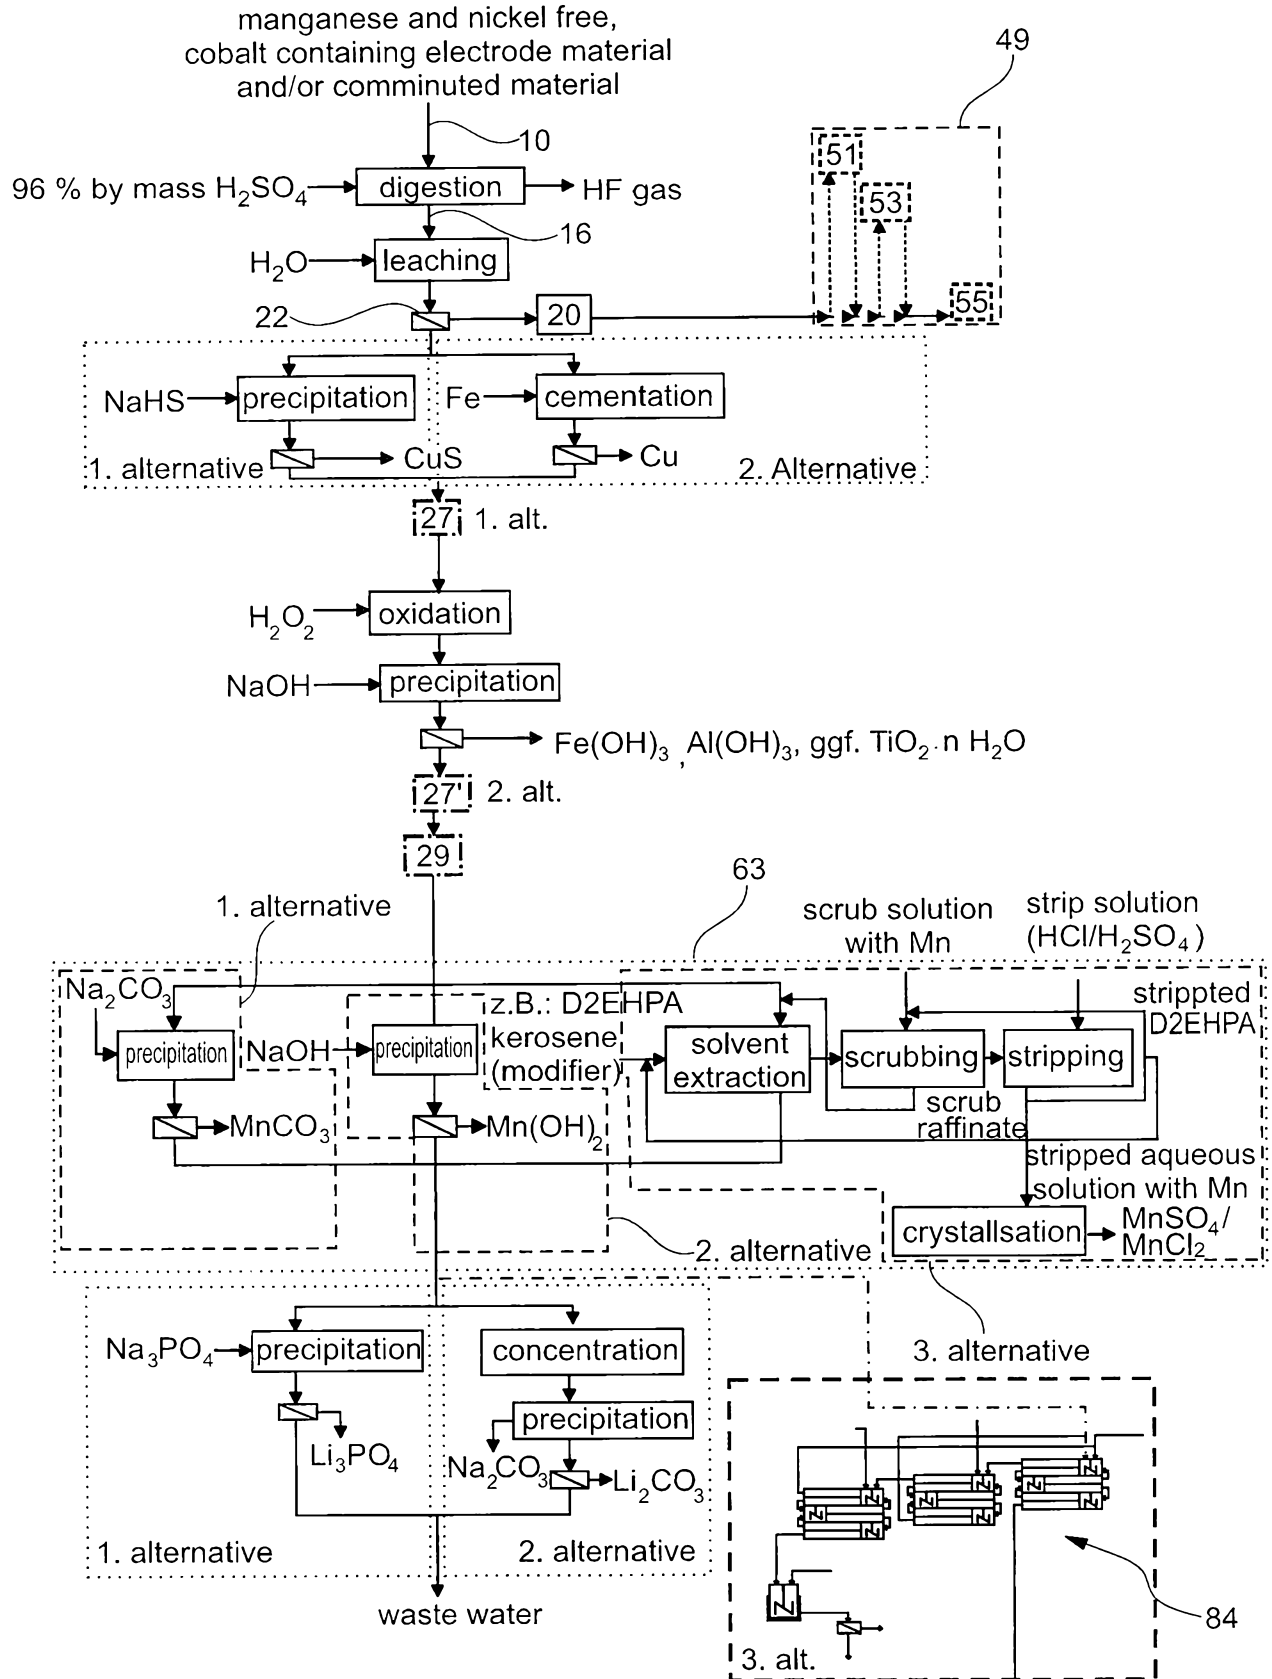 manganese and nickel free,
cobalt containing electrode material
and/or comminuted material
49
10
51
96 % by mass H₂SO₄
digestion
HF gas
53
16
H₂O
leaching
22
20
55
NaHS
precipitation
Fe
cementation
1. alternative
CuS
Cu
2. Alternative
27
1. alt.
H₂O₂
oxidation
NaOH
precipitation
Fe(OH)₃ , Al(OH)₃, ggf. TiO₂·n H₂O
27'
2. alt.
29
63
1. alternative
scrub solution
with Mn
strip solution
(HCl/H₂SO₄)
Na₂CO₃
precipitation
NaOH
precipitation
z.B.: D2EHPA
kerosene
(modifier)
solvent
extraction
scrubbing
stripping
strippted
D2EHPA
MnCO₃
Mn(OH)₂
scrub
raffinate
stripped aqueous
solution with Mn
crystallsation
MnSO₄/
MnCl₂
2. alternative
3. alternative
Na₃PO₄
precipitation
concentration
precipitation
Li₃PO₄
Na₂CO₃
Li₂CO₃
1. alternative
2. alternative
waste water
84
3. alt.